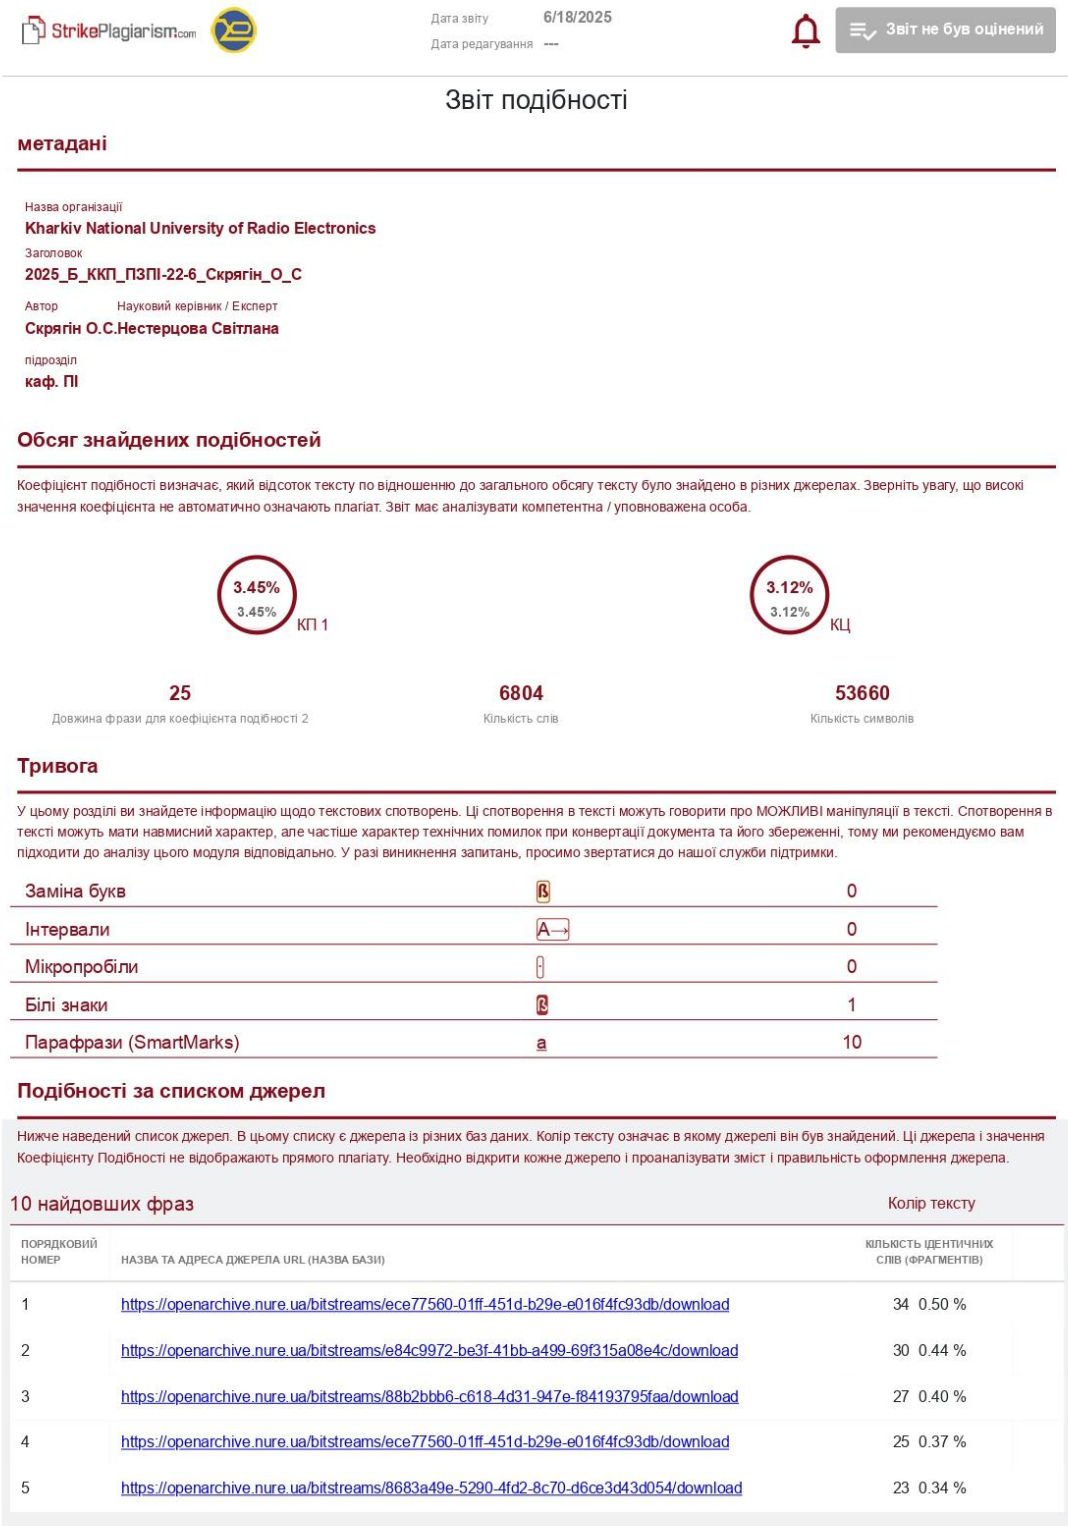 StrikePlagiarism.com
Дата звіту 6/18/2025
Дата редагування ---
Звіт не був оцінений
Звіт подібності
метадані
Назва організації
Kharkiv National University of Radio Electronics
Заголовок
2025_Б_ККП_ПЗПІ-22-6_Скрягін_О_С
Автор Науковий керівник / Експерт
Скрягін О.С.Нестерцова Світлана
підрозділ
каф. ПІ
Обсяг знайдених подібностей
Коефіцієнт подібності визначає, який відсоток тексту по відношенню до загального обсягу тексту було знайдено в різних джерелах. Зверніть увагу, що високі
значення коефіцієнта не автоматично означають плагіат. Звіт має аналізувати компетентна / уповноважена особа.
3.45%
3.45%
КП 1
3.12%
3.12%
КЦ
25
Довжина фрази для коефіцієнта подібності 2
6804
Кількість слів
53660
Кількість символів
Тривога
У цьому розділі ви знайдете інформацію щодо текстових спотворень. Ці спотворення в тексті можуть говорити про МОЖЛИВІ маніпуляції в тексті. Спотворення в
тексті можуть мати навмисний характер, але частіше характер технічних помилок при конвертації документа та його збереженні, тому ми рекомендуємо вам
підходити до аналізу цього модуля відповідально. У разі виникнення запитань, просимо звертатися до нашої служби підтримки.
Заміна букв ß 0
Інтервали A→ 0
Мікропробіли · 0
Білі знаки ß 1
Парафрази (SmartMarks) a 10
Подібності за списком джерел
Нижче наведений список джерел. В цьому списку є джерела із різних баз даних. Колір тексту означає в якому джерелі він був знайдений. Ці джерела і значення
Коефіцієнту Подібності не відображають прямого плагіату. Необхідно відкрити кожне джерело і проаналізувати зміст і правильність оформлення джерела.
10 найдовших фраз Колір тексту
ПОРЯДКОВИЙ НОМЕР НАЗВА ТА АДРЕСА ДЖЕРЕЛА URL (НАЗВА БАЗИ) КІЛЬКІСТЬ ІДЕНТИЧНИХ СЛІВ (ФРАГМЕНТІВ)
1 https://openarchive.nure.ua/bitstreams/ece77560-01ff-451d-b29e-e016f4fc93db/download 34 0.50 %
2 https://openarchive.nure.ua/bitstreams/e84c9972-be3f-41bb-a499-69f315a08e4c/download 30 0.44 %
3 https://openarchive.nure.ua/bitstreams/88b2bbb6-c618-4d31-947e-f84193795faa/download 27 0.40 %
4 https://openarchive.nure.ua/bitstreams/ece77560-01ff-451d-b29e-e016f4fc93db/download 25 0.37 %
5 https://openarchive.nure.ua/bitstreams/8683a49e-5290-4fd2-8c70-d6ce3d43d054/download 23 0.34 %